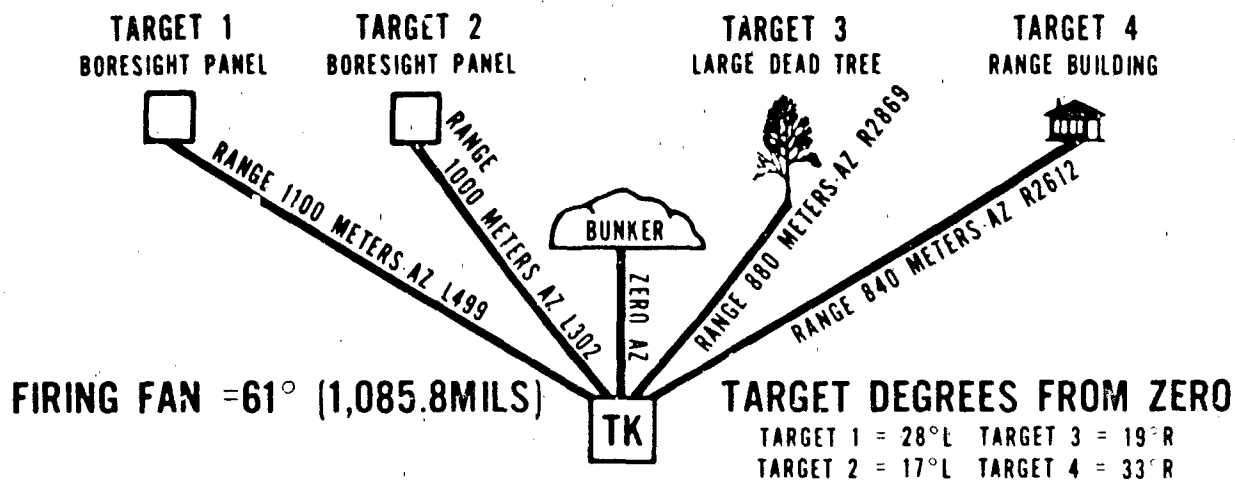 TARGET 1
BORESIGHT PANEL
TARGET 2
BORESIGHT PANEL
TARGET 3
LARGE DEAD TREE
TARGET 4
RANGE BUILDING
RANGE 1100 METERS-AZ L499
RANGE
1000 METERS AZ L302
BUNKER
ZERO AZ
RANGE 880 METERS-AZ R2869
RANGE 840 METERS-AZ R2612
FIRING FAN =61° (1,085.8MILS)
TK
TARGET DEGREES FROM ZERO
TARGET 1 = 28°L TARGET 3 = 19°R
TARGET 2 = 17°L TARGET 4 = 33°R